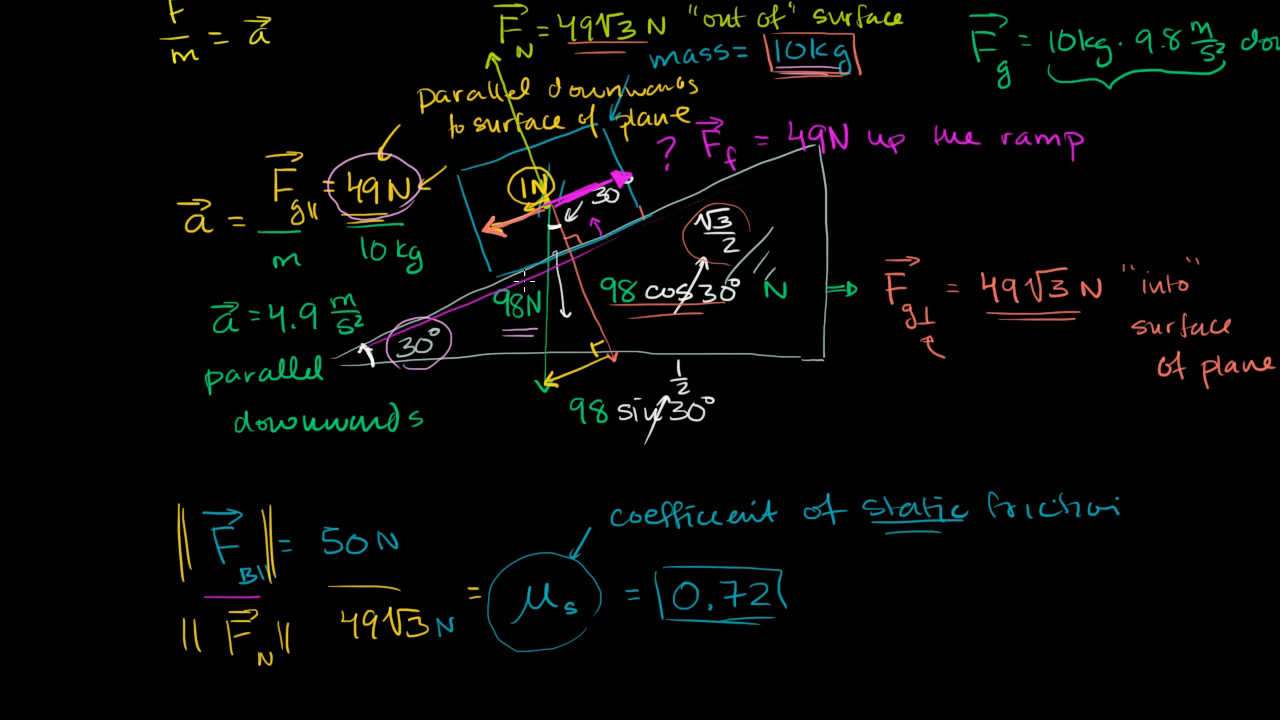 F/m = a
F_N = 49√3 N "out of" surface
mass = 10kg
F_g = 10kg · 9.8 m/s²
Parallel downwards
to surface of plane
? F_f = 49N up the ramp
F_g|| = 49N
a = / m 10kg
1N
30°
√3/2
98N
98 cos 30° N
⇒ F_g⊥ = 49√3 N "into"
surface
of plane
a = 4.9 m/s²
parallel
downwards
30°
1/2
98 sin 30°
coefficient of static friction
||F_B||| = 50N
||F_N|| 49√3 N = μ_s = 0.72